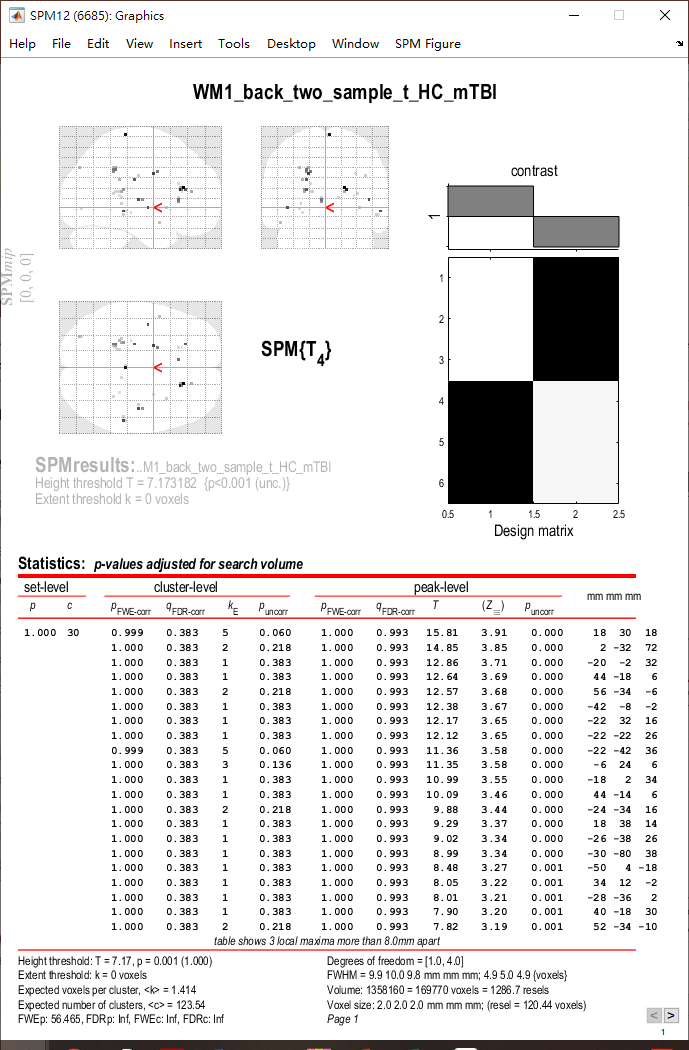 SPM12 (6685): Graphics
Help File Edit View Insert Tools Desktop Window SPM Figure
WM1_back_two_sample_t_HC_mTBI
SPMmip
[0, 0, 0]
<
<
<
SPM{T4}
contrast
1
1
2
3
4
5
6
0.5 1 1.5 2 2.5
Design matrix
SPMresults:..M1_back_two_sample_t_HC_mTBI
Height threshold T = 7.173182 {p<0.001 (unc.)}
Extent threshold k = 0 voxels
Statistics: p-values adjusted for search volume
set-level cluster-level peak-level
p c pFWE-corr qFDR-corr kE puncorr pFWE-corr qFDR-corr T (Z≡) puncorr mm mm mm
1.000 30 0.999 0.383 5 0.060 1.000 0.993 15.81 3.91 0.000 18 30 18
1.000 0.383 2 0.218 1.000 0.993 14.85 3.85 0.000 2 -32 72
1.000 0.383 1 0.383 1.000 0.993 12.86 3.71 0.000 -20 -2 32
1.000 0.383 1 0.383 1.000 0.993 12.64 3.69 0.000 44 -18 6
1.000 0.383 2 0.218 1.000 0.993 12.57 3.68 0.000 56 -34 -6
1.000 0.383 1 0.383 1.000 0.993 12.38 3.67 0.000 -42 -8 -2
1.000 0.383 1 0.383 1.000 0.993 12.17 3.65 0.000 -22 32 16
1.000 0.383 1 0.383 1.000 0.993 12.12 3.65 0.000 -22 -22 26
0.999 0.383 5 0.060 1.000 0.993 11.36 3.58 0.000 -22 -42 36
1.000 0.383 3 0.136 1.000 0.993 11.35 3.58 0.000 -6 24 6
1.000 0.383 1 0.383 1.000 0.993 10.99 3.55 0.000 -18 2 34
1.000 0.383 1 0.383 1.000 0.993 10.09 3.46 0.000 44 -14 6
1.000 0.383 2 0.218 1.000 0.993 9.88 3.44 0.000 -24 -34 16
1.000 0.383 1 0.383 1.000 0.993 9.29 3.37 0.000 18 38 14
1.000 0.383 1 0.383 1.000 0.993 9.02 3.34 0.000 -26 -38 26
1.000 0.383 1 0.383 1.000 0.993 8.99 3.34 0.000 -30 -80 38
1.000 0.383 1 0.383 1.000 0.993 8.48 3.27 0.001 -50 4 -18
1.000 0.383 1 0.383 1.000 0.993 8.05 3.22 0.001 34 12 -2
1.000 0.383 1 0.383 1.000 0.993 8.01 3.21 0.001 -28 -36 2
1.000 0.383 1 0.383 1.000 0.993 7.90 3.20 0.001 40 -18 30
1.000 0.383 2 0.218 1.000 0.993 7.82 3.19 0.001 52 -34 -10
table shows 3 local maxima more than 8.0mm apart
Height threshold: T = 7.17, p = 0.001 (1.000)
Extent threshold: k = 0 voxels
Expected voxels per cluster, <k> = 1.414
Expected number of clusters, <c> = 123.54
FWEp: 56.465, FDRp: Inf, FWEc: Inf, FDRc: Inf
Degrees of freedom = [1.0, 4.0]
FWHM = 9.9 10.0 9.8 mm mm mm; 4.9 5.0 4.9 {voxels}
Volume: 1358160 = 169770 voxels = 1286.7 resels
Voxel size: 2.0 2.0 2.0 mm mm mm; (resel = 120.44 voxels)
Page 1
< >
1